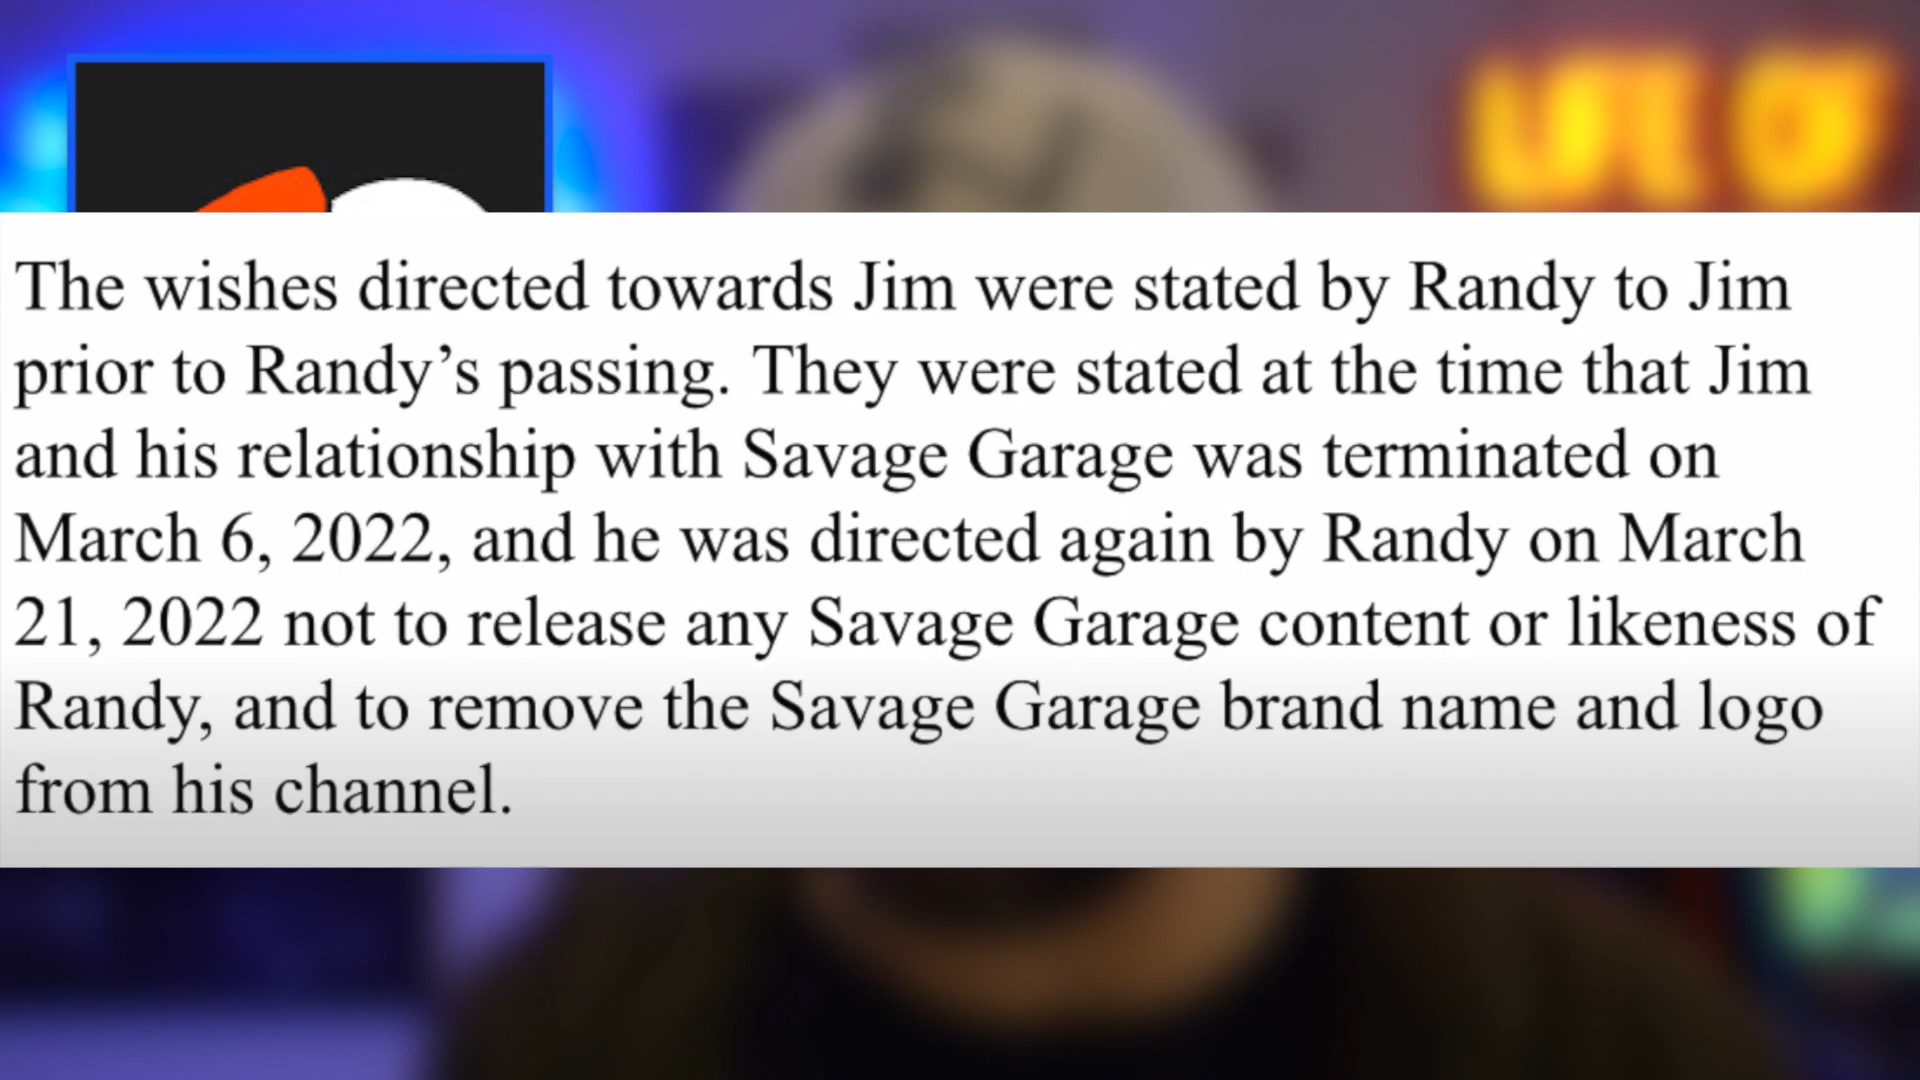 The wishes directed towards Jim were stated by Randy to Jim
prior to Randy’s passing. They were stated at the time that Jim
and his relationship with Savage Garage was terminated on
March 6, 2022, and he was directed again by Randy on March
21, 2022 not to release any Savage Garage content or likeness of
Randy, and to remove the Savage Garage brand name and logo
from his channel.